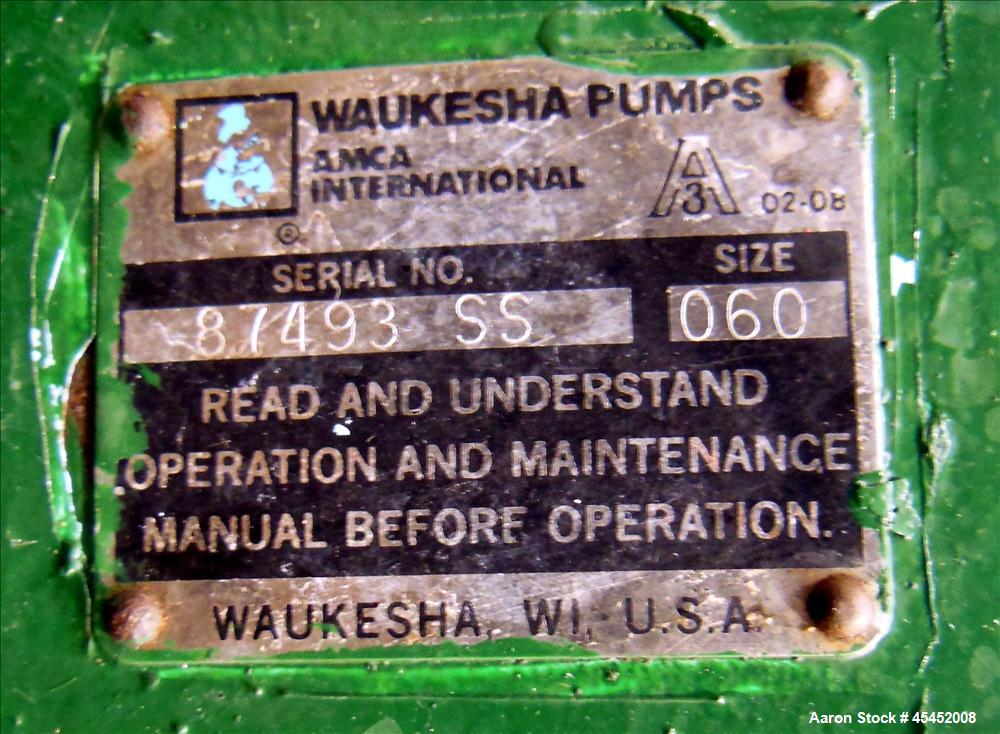 WAUKESHA PUMPS
AMCA
INTERNATIONAL
A
3
02-08
®
SERIAL NO.
SIZE
87493 SS
060
READ AND UNDERSTAND
OPERATION AND MAINTENANCE
MANUAL BEFORE OPERATION.
WAUKESHA, WI, U.S.A.
Aaron Stock # 45452008